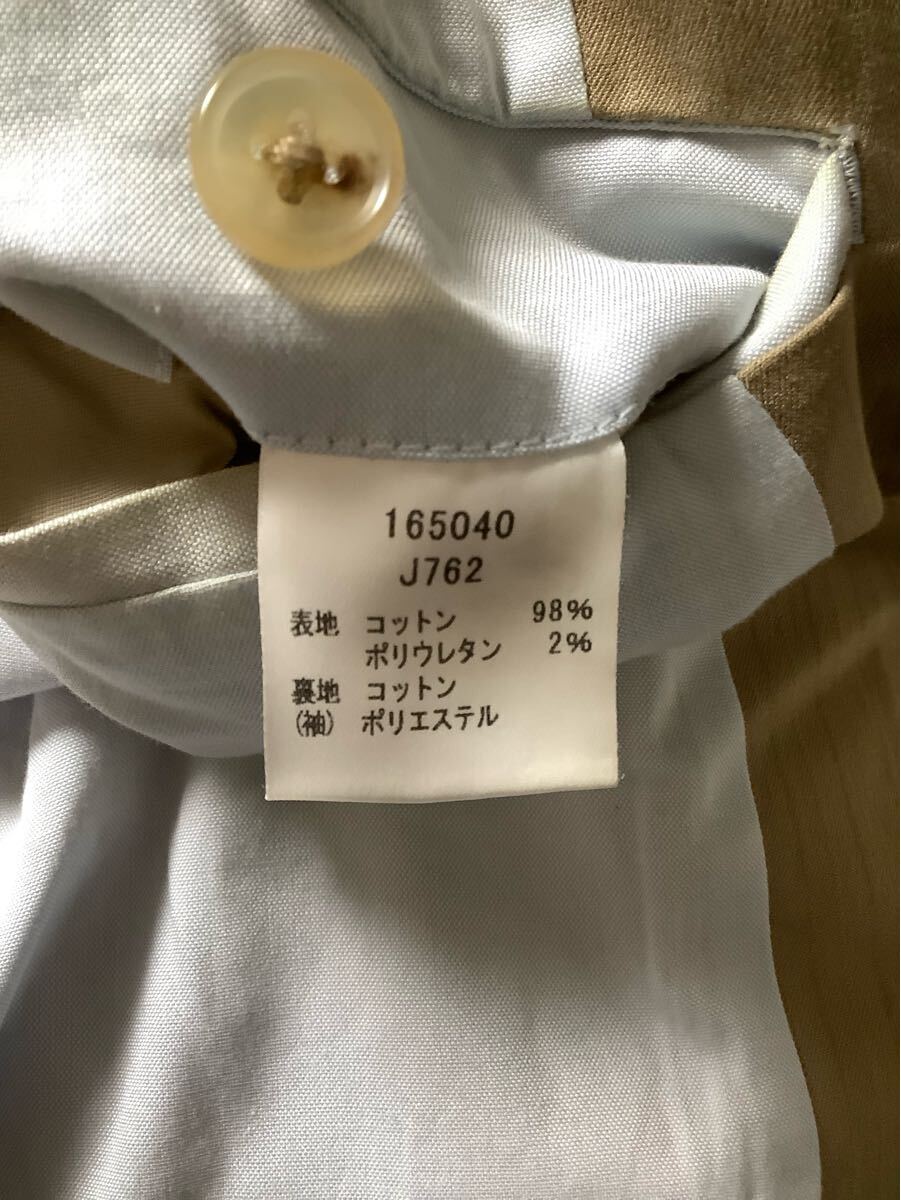 165040
J762
表地 コットン 98%
ポリウレタン 2%
裏地 コットン
(袖) ポリエステル